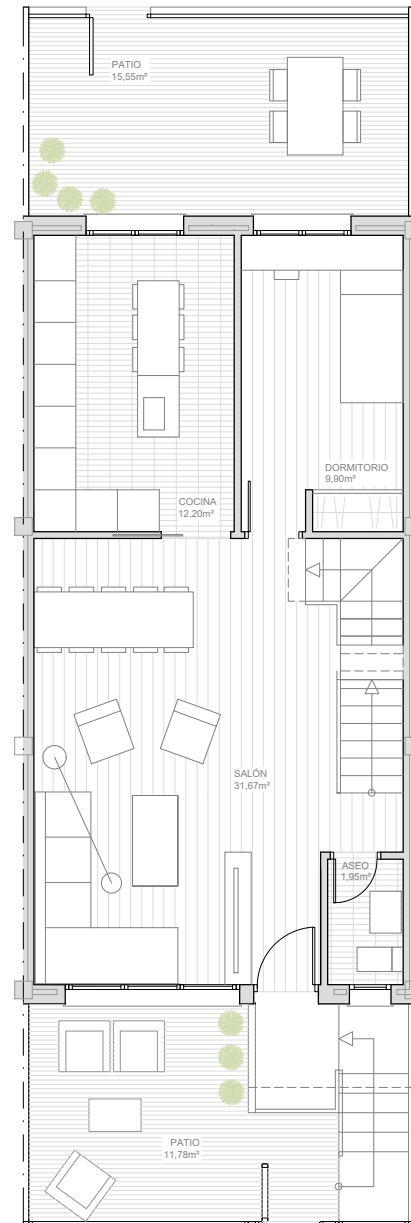 PATIO
15,55m²
DORMITORIO
9,90m²
COCINA
12,20m²
SALÓN
31,67m²
ASEO
1,95m²
PATIO
11,78m²